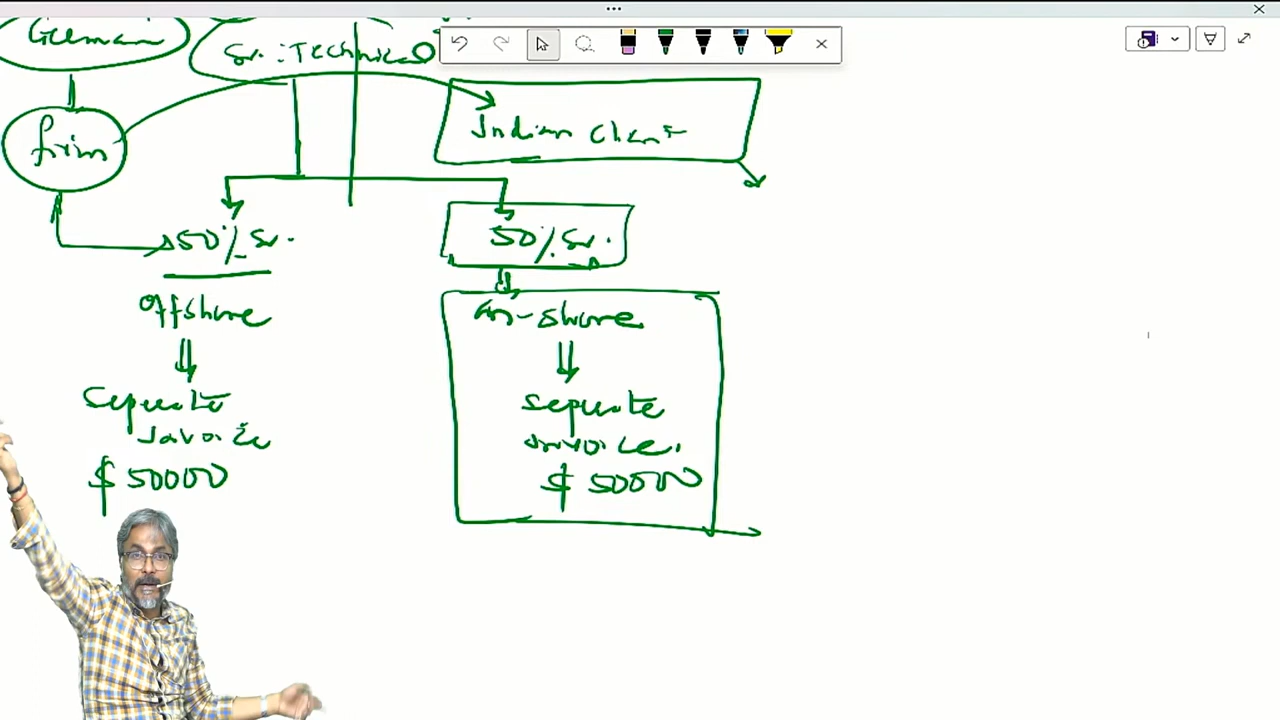 German
Sr : Technical
firm
Indian Client
50% Sr.
50% Sr.
Offshore
on-shore
Separate
Invoice
$ 50000
Separate
invoice.
$ 50000